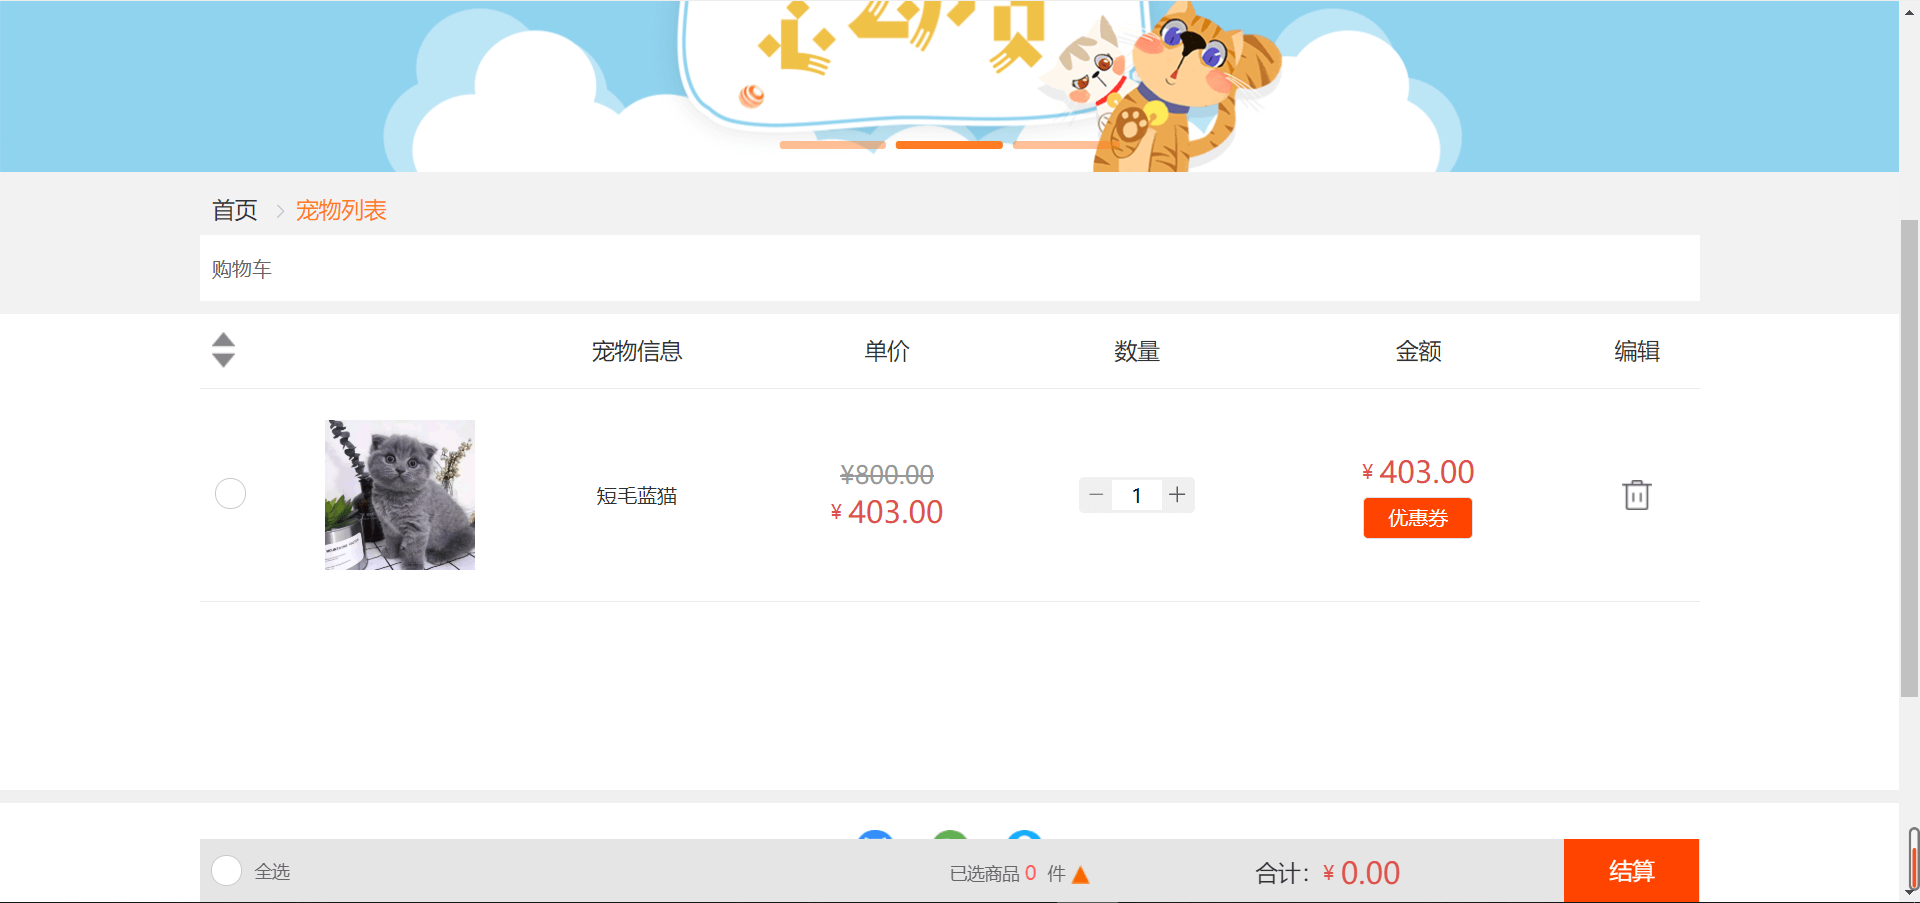 首页 宠物列表
购物车
宠物信息 单价 数量 金额 编辑
短毛蓝猫
¥800.00
¥ 403.00
1
¥ 403.00
优惠券
全选 已选商品 0 件 合计：¥ 0.00 结算